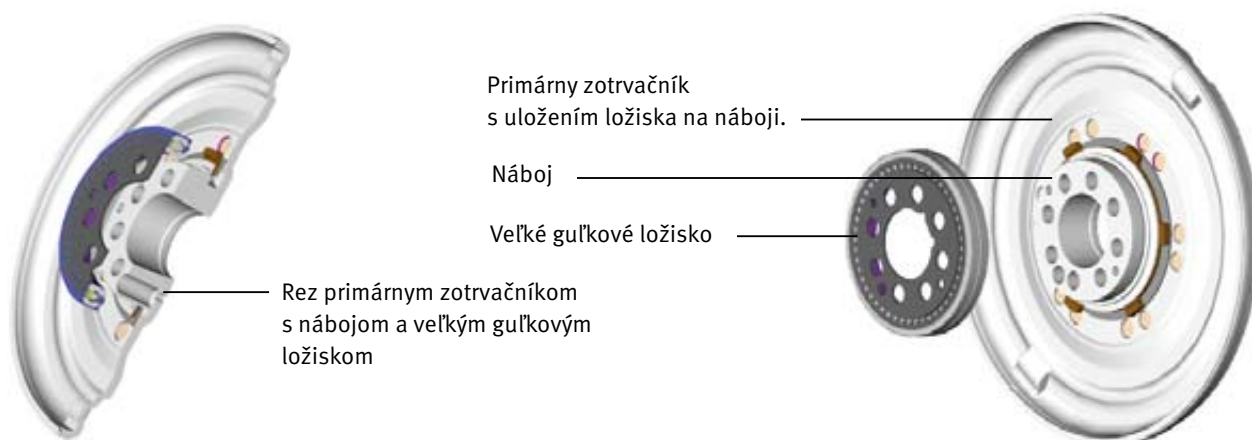 Primárny zotrvačník
s uložením ložiska na náboji.
Náboj
Veľké guľkové ložisko
Rez primárnym zotrvačníkom
s nábojom a veľkým guľkovým
ložiskom